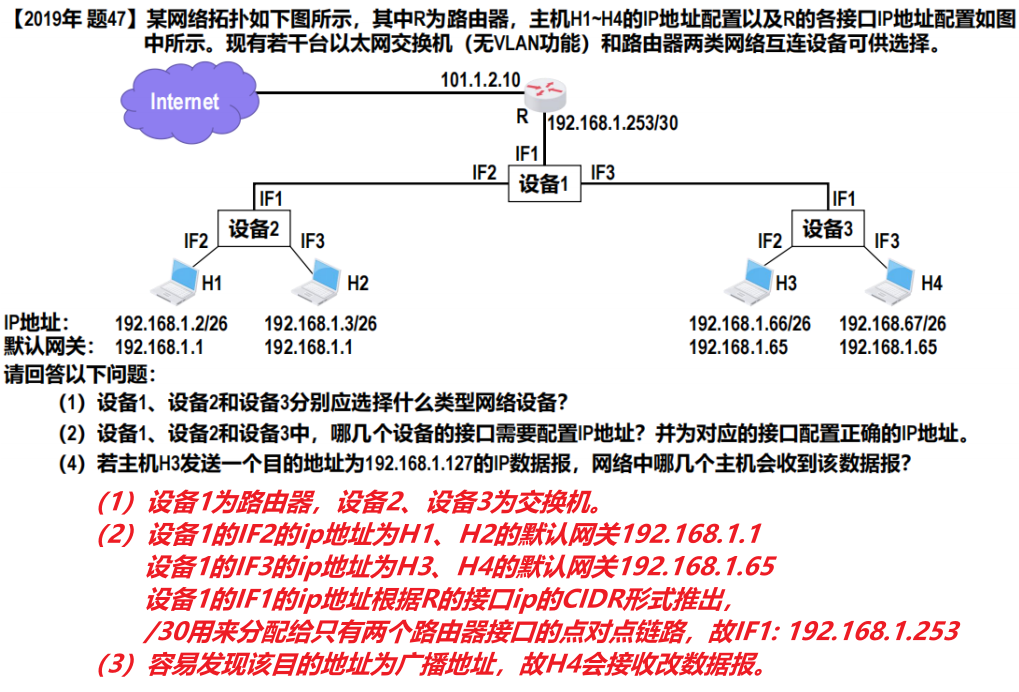 【2019年 题47】某网络拓扑如下图所示，其中R为路由器，主机H1~H4的IP地址配置以及R的各接口IP地址配置如图
中所示。现有若干台以太网交换机（无VLAN功能）和路由器两类网络互连设备可供选择。
Internet
101.1.2.10
R
192.168.1.253/30
IF1
IF2
设备1
IF3
IF1
设备2
IF2
IF3
H1
H2
IF1
设备3
IF2
IF3
H3
H4
IP地址： 192.168.1.2/26 192.168.1.3/26 192.168.1.66/26 192.168.67/26
默认网关： 192.168.1.1 192.168.1.1 192.168.1.65 192.168.1.65
请回答以下问题：
（1）设备1、设备2和设备3分别应选择什么类型网络设备？
（2）设备1、设备2和设备3中，哪几个设备的接口需要配置IP地址？并为对应的接口配置正确的IP地址。
（4）若主机H3发送一个目的地址为192.168.1.127的IP数据报，网络中哪几个主机会收到该数据报？
（1）设备1为路由器，设备2、设备3为交换机。
（2）设备1的IF2的ip地址为H1、H2的默认网关192.168.1.1
设备1的IF3的ip地址为H3、H4的默认网关192.168.1.65
设备1的IF1的ip地址根据R的接口ip的CIDR形式推出，
/30用来分配给只有两个路由器接口的点对点链路，故IF1: 192.168.1.253
（3）容易发现该目的地址为广播地址，故H4会接收改数据报。